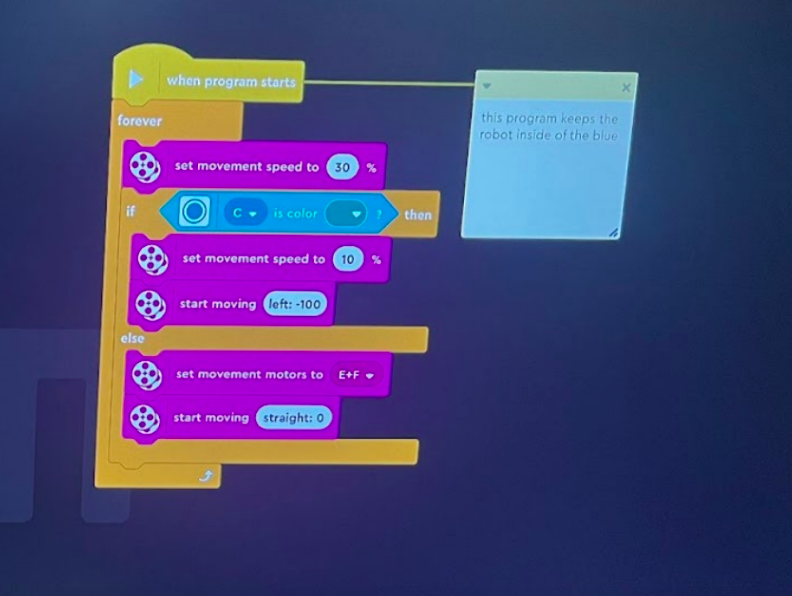 when program starts
this program keeps the
robot inside of the blue
forever
set movement speed to 30 %
if C is color ? then
set movement speed to 10 %
start moving left: -100
else
set movement motors to E+F
start moving straight: 0